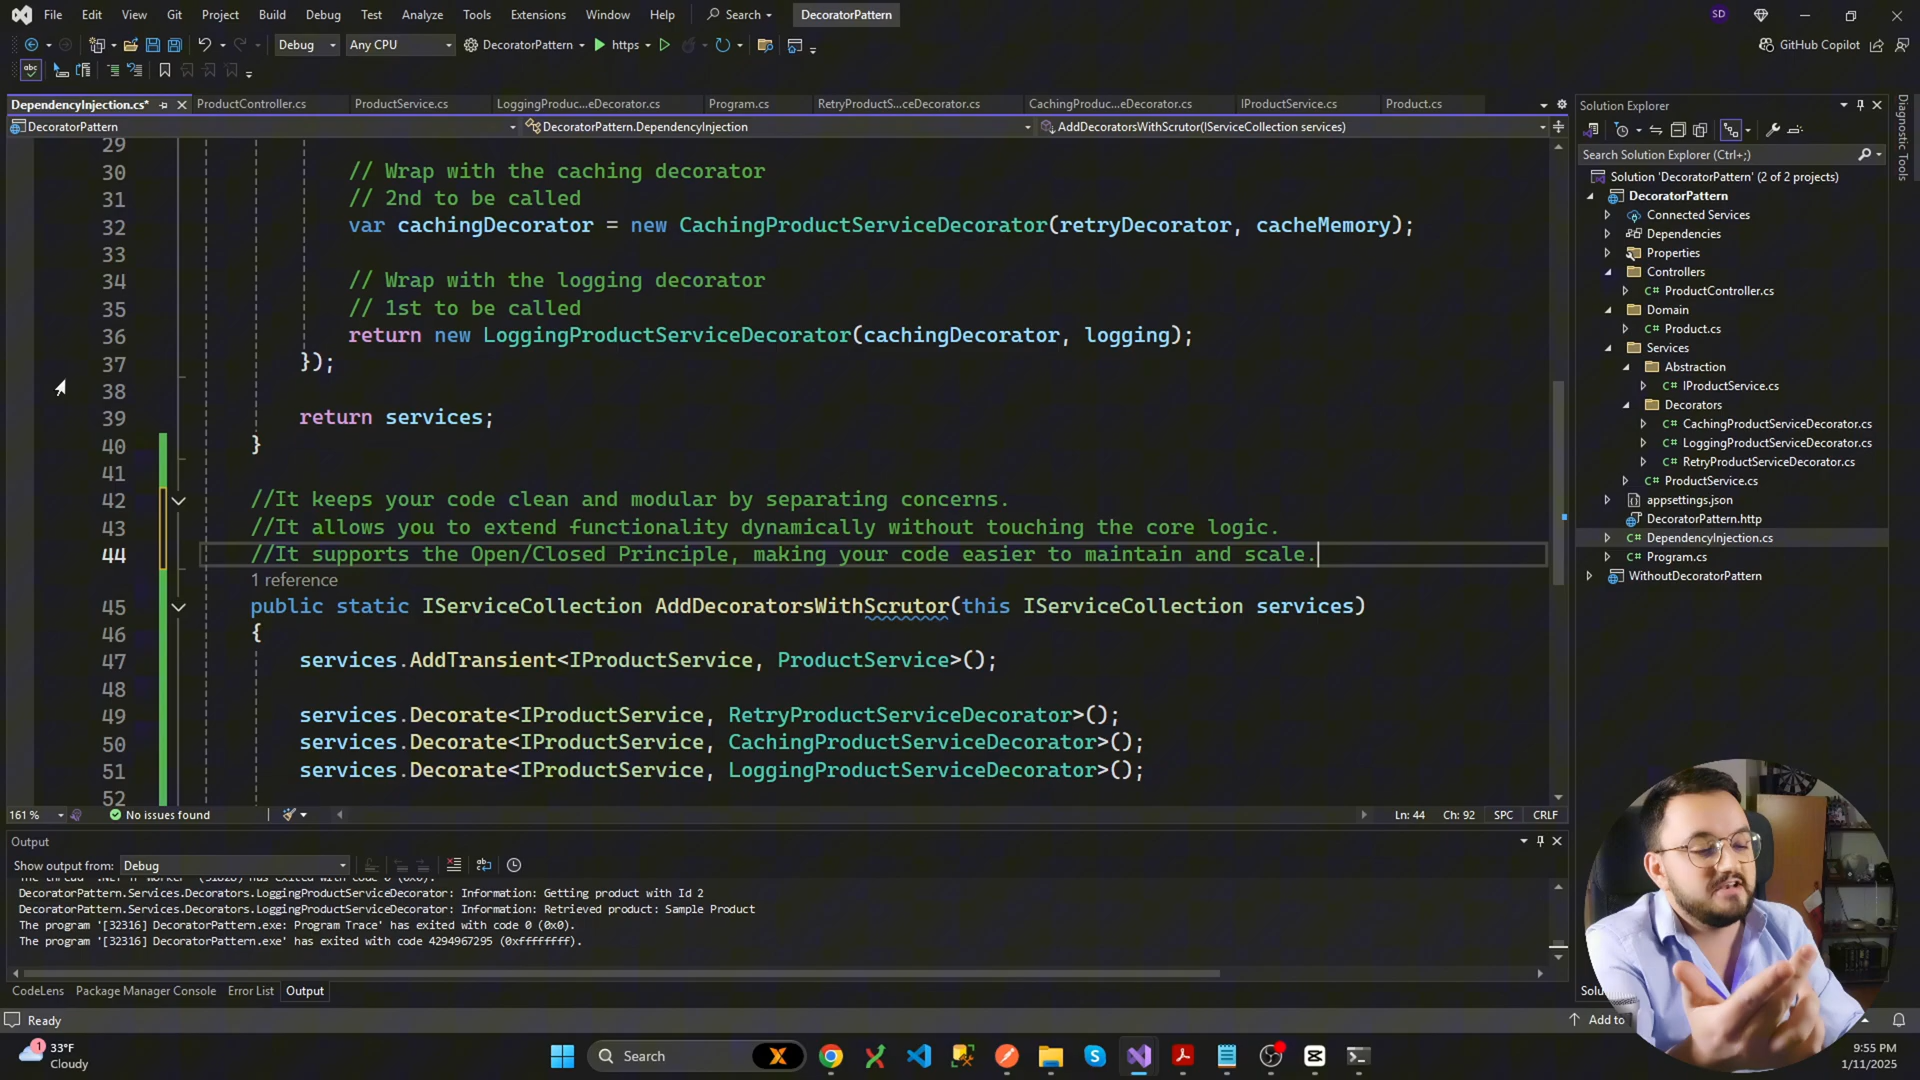 File Edit View Git Project Build Debug Test Analyze Tools Extensions Window Help Search DecoratorPattern SD
Debug Any CPU DecoratorPattern https GitHub Copilot
abc
DependencyInjection.cs* ProductController.cs ProductService.cs LoggingProduc...eDecorator.cs Program.cs RetryProductS...ceDecorator.cs CachingProduc...eDecorator.cs IProductService.cs Product.cs
DecoratorPattern DecoratorPattern.DependencyInjection AddDecoratorsWithScrutor(IServiceCollection services)
29
30 // Wrap with the caching decorator
31 // 2nd to be called
32 var cachingDecorator = new CachingProductServiceDecorator(retryDecorator, cacheMemory);
33
34 // Wrap with the logging decorator
35 // 1st to be called
36 return new LoggingProductServiceDecorator(cachingDecorator, logging);
37 });
38
39 return services;
40 }
41
42 //It keeps your code clean and modular by separating concerns.
43 //It allows you to extend functionality dynamically without touching the core logic.
44 //It supports the Open/Closed Principle, making your code easier to maintain and scale.
1 reference
45 public static IServiceCollection AddDecoratorsWithScrutor(this IServiceCollection services)
46 {
47 services.AddTransient<IProductService, ProductService>();
48
49 services.Decorate<IProductService, RetryProductServiceDecorator>();
50 services.Decorate<IProductService, CachingProductServiceDecorator>();
51 services.Decorate<IProductService, LoggingProductServiceDecorator>();
52
161 % No issues found Ln: 44 Ch: 92 SPC CRLF
Output
Show output from: Debug
DecoratorPattern.Services.Decorators.LoggingProductServiceDecorator: Information: Getting product with Id 2
DecoratorPattern.Services.Decorators.LoggingProductServiceDecorator: Information: Retrieved product: Sample Product
The program '[32316] DecoratorPattern.exe: Program Trace' has exited with code 0 (0x0).
The program '[32316] DecoratorPattern.exe' has exited with code 4294967295 (0xffffffff).
CodeLens Package Manager Console Error List Output
Ready
Solution Explorer
Search Solution Explorer (Ctrl+;)
Solution 'DecoratorPattern' (2 of 2 projects)
DecoratorPattern
Connected Services
Dependencies
Properties
Controllers
C# ProductController.cs
Domain
C# Product.cs
Services
Abstraction
C# IProductService.cs
Decorators
C# CachingProductServiceDecorator.cs
C# LoggingProductServiceDecorator.cs
C# RetryProductServiceDecorator.cs
C# ProductService.cs
appsettings.json
DecoratorPattern.http
C# DependencyInjection.cs
C# Program.cs
WithoutDecoratorPattern
Diagnostic Tools
Add to
1
33°F
Cloudy
Search
9:55 PM
1/11/2025